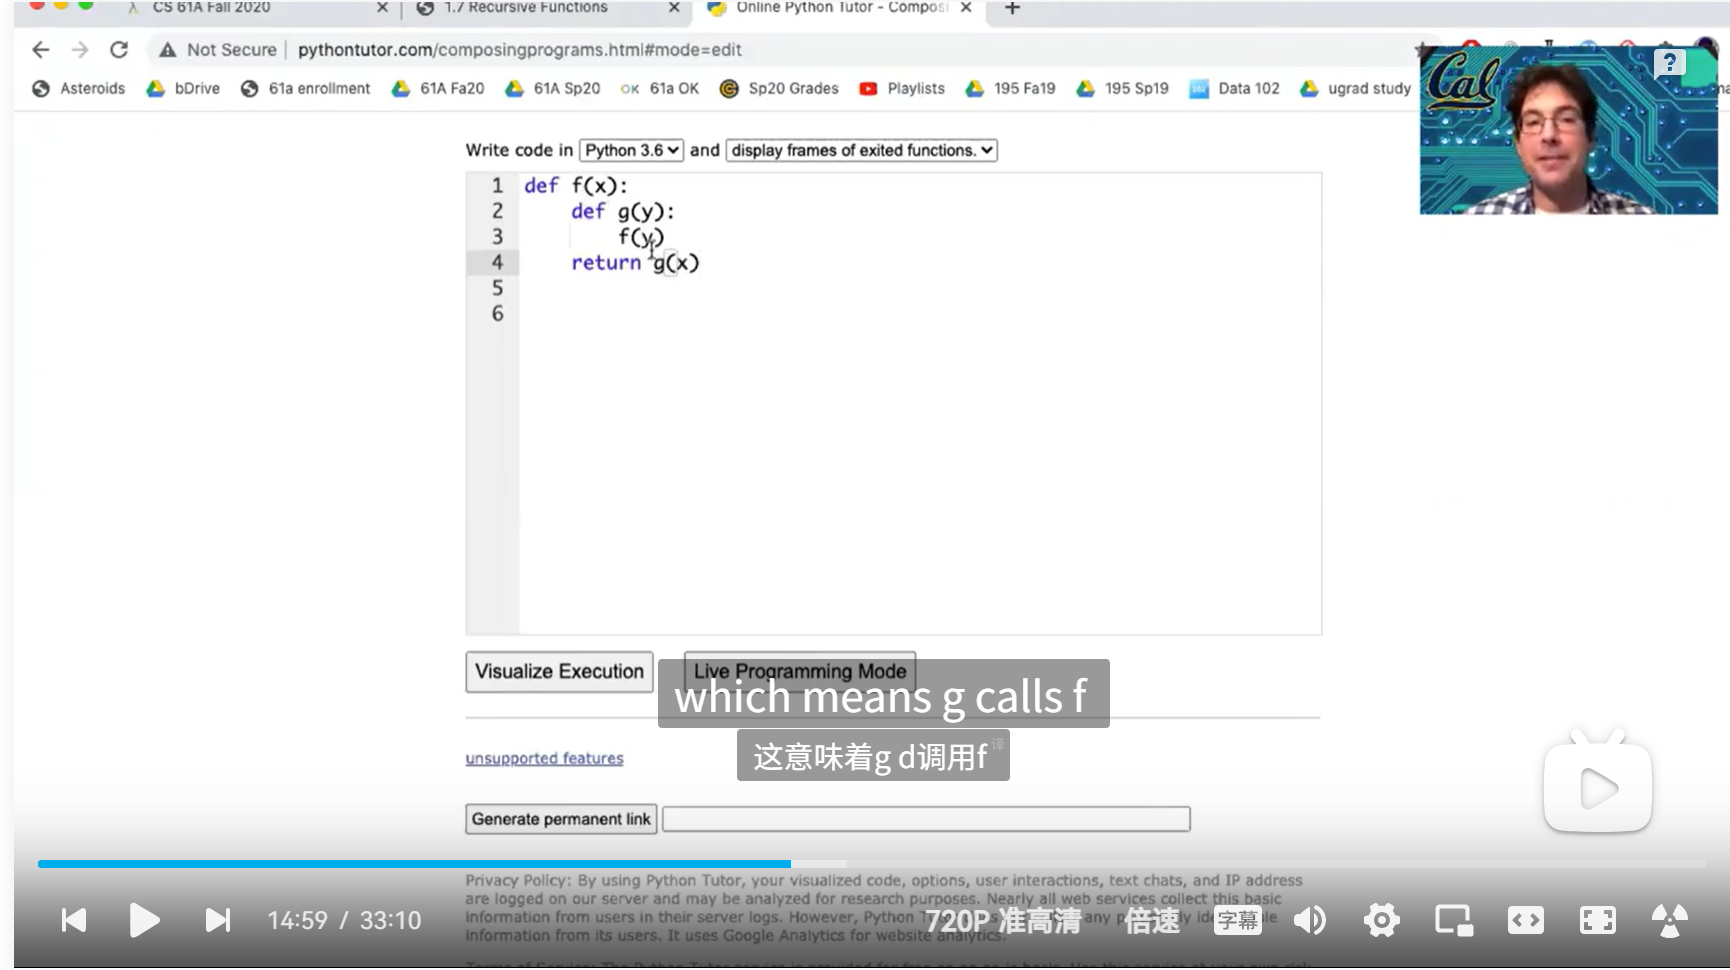 CS 61A Fall 2020
1.7 Recursive Functions
Online Python Tutor - Composi
Not Secure | pythontutor.com/composingprograms.html#mode=edit
Asteroids bDrive 61a enrollment 61A Fa20 61A Sp20 OK 61a OK Sp20 Grades Playlists 195 Fa19 195 Sp19 Data 102 ugrad study
Cal
?
Write code in Python 3.6 and display frames of exited functions.
1 def f(x):
2 def g(y):
3 f(y)
4 return g(x)
5
6
Visualize Execution Live Programming Mode
which means g calls f
这意味着g d调用f 译
unsupported features
Generate permanent link
Privacy Policy: By using Python Tutor, your visualized code, options, user interactions, text chats, and IP address
are logged on our server and may be analyzed for research purposes. Nearly all web services collect this basic
information from users in their server logs. However, Python any
information from its users. It uses Google Analytics for website analytics.
14:59 / 33:10 720P 准高清 倍速 字幕